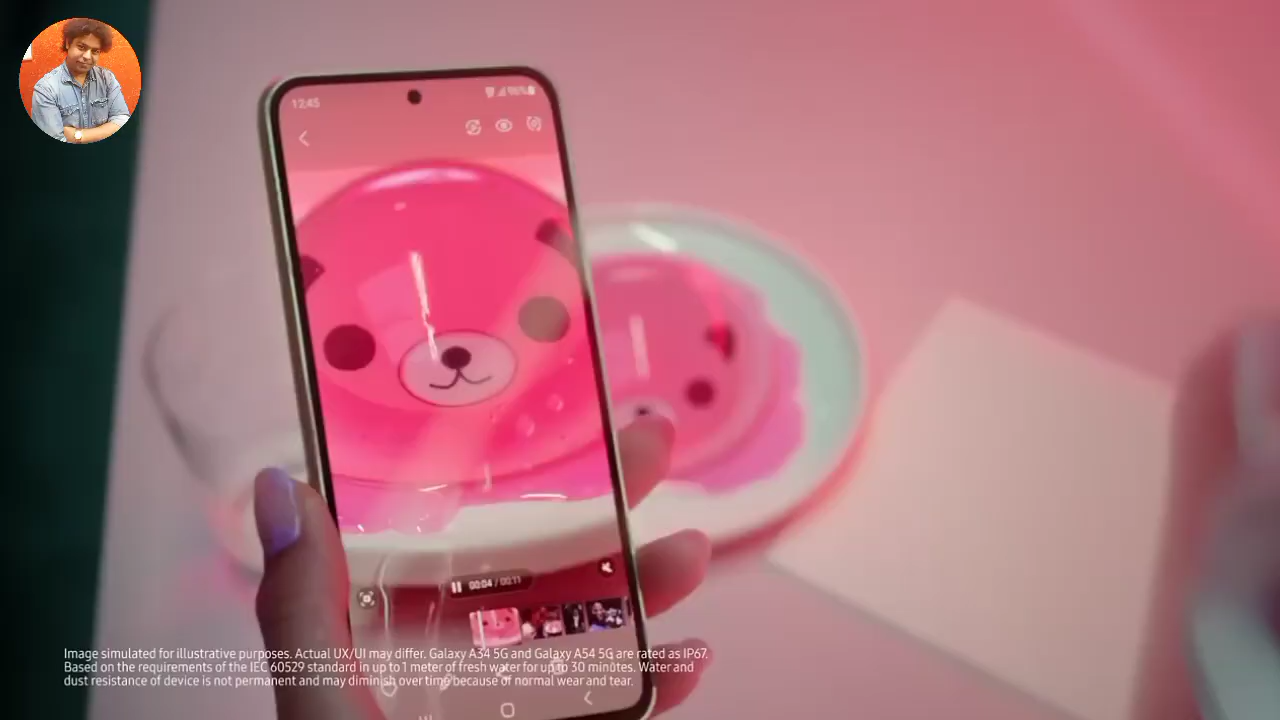 12:45
96%
00:04 / 00:11
Image simulated for illustrative purposes. Actual UX/UI may differ. Galaxy A34 5G and Galaxy A54 5G are rated as IP67.
Based on the requirements of the IEC 60529 standard in up to 1 meter of fresh water for up to 30 minutes. Water and
dust resistance of device is not permanent and may diminish over time because of normal wear and tear.